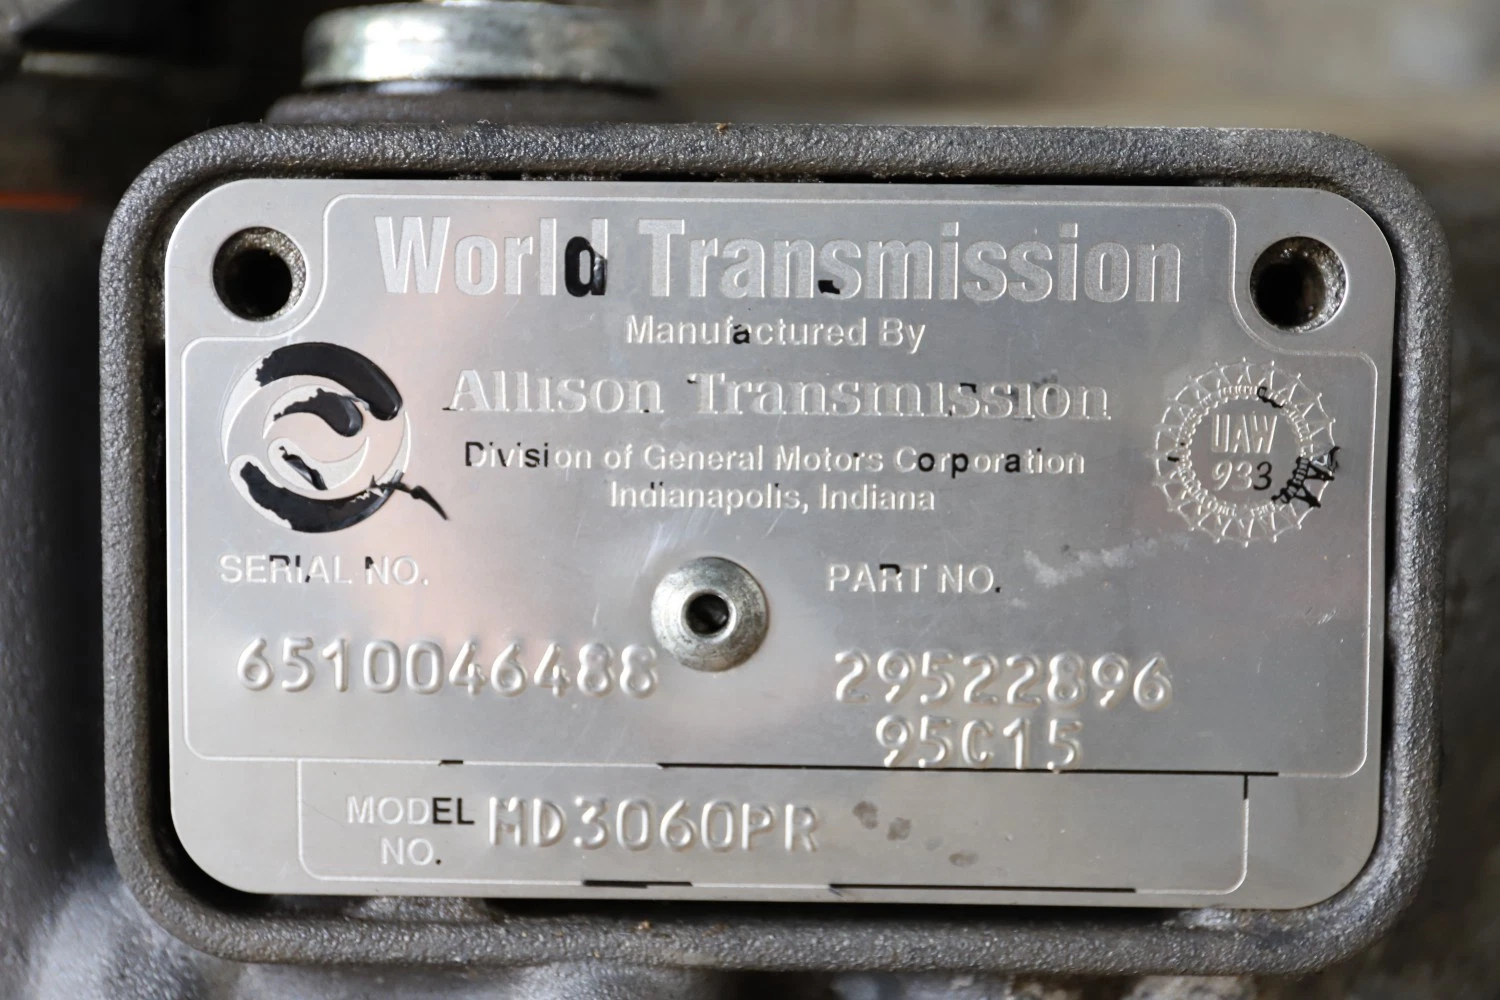 World Transmission
Manufactured By
Allison Transmission
Division of General Motors Corporation
Indianapolis, Indiana
UAW
933
SERIAL NO.
PART NO.
6510046488
29522896
95C15
MODEL NO.
MD3060PR